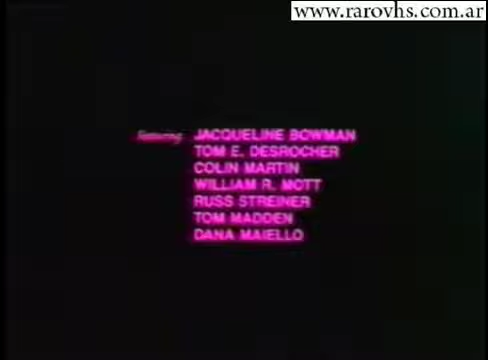 www.rarovhs.com.ar
Featuring JACQUELINE BOWMAN
TOM E. DESROCHER
COLIN MARTIN
WILLIAM R. MOTT
RUSS STREINER
TOM MADDEN
DANA MAIELLO